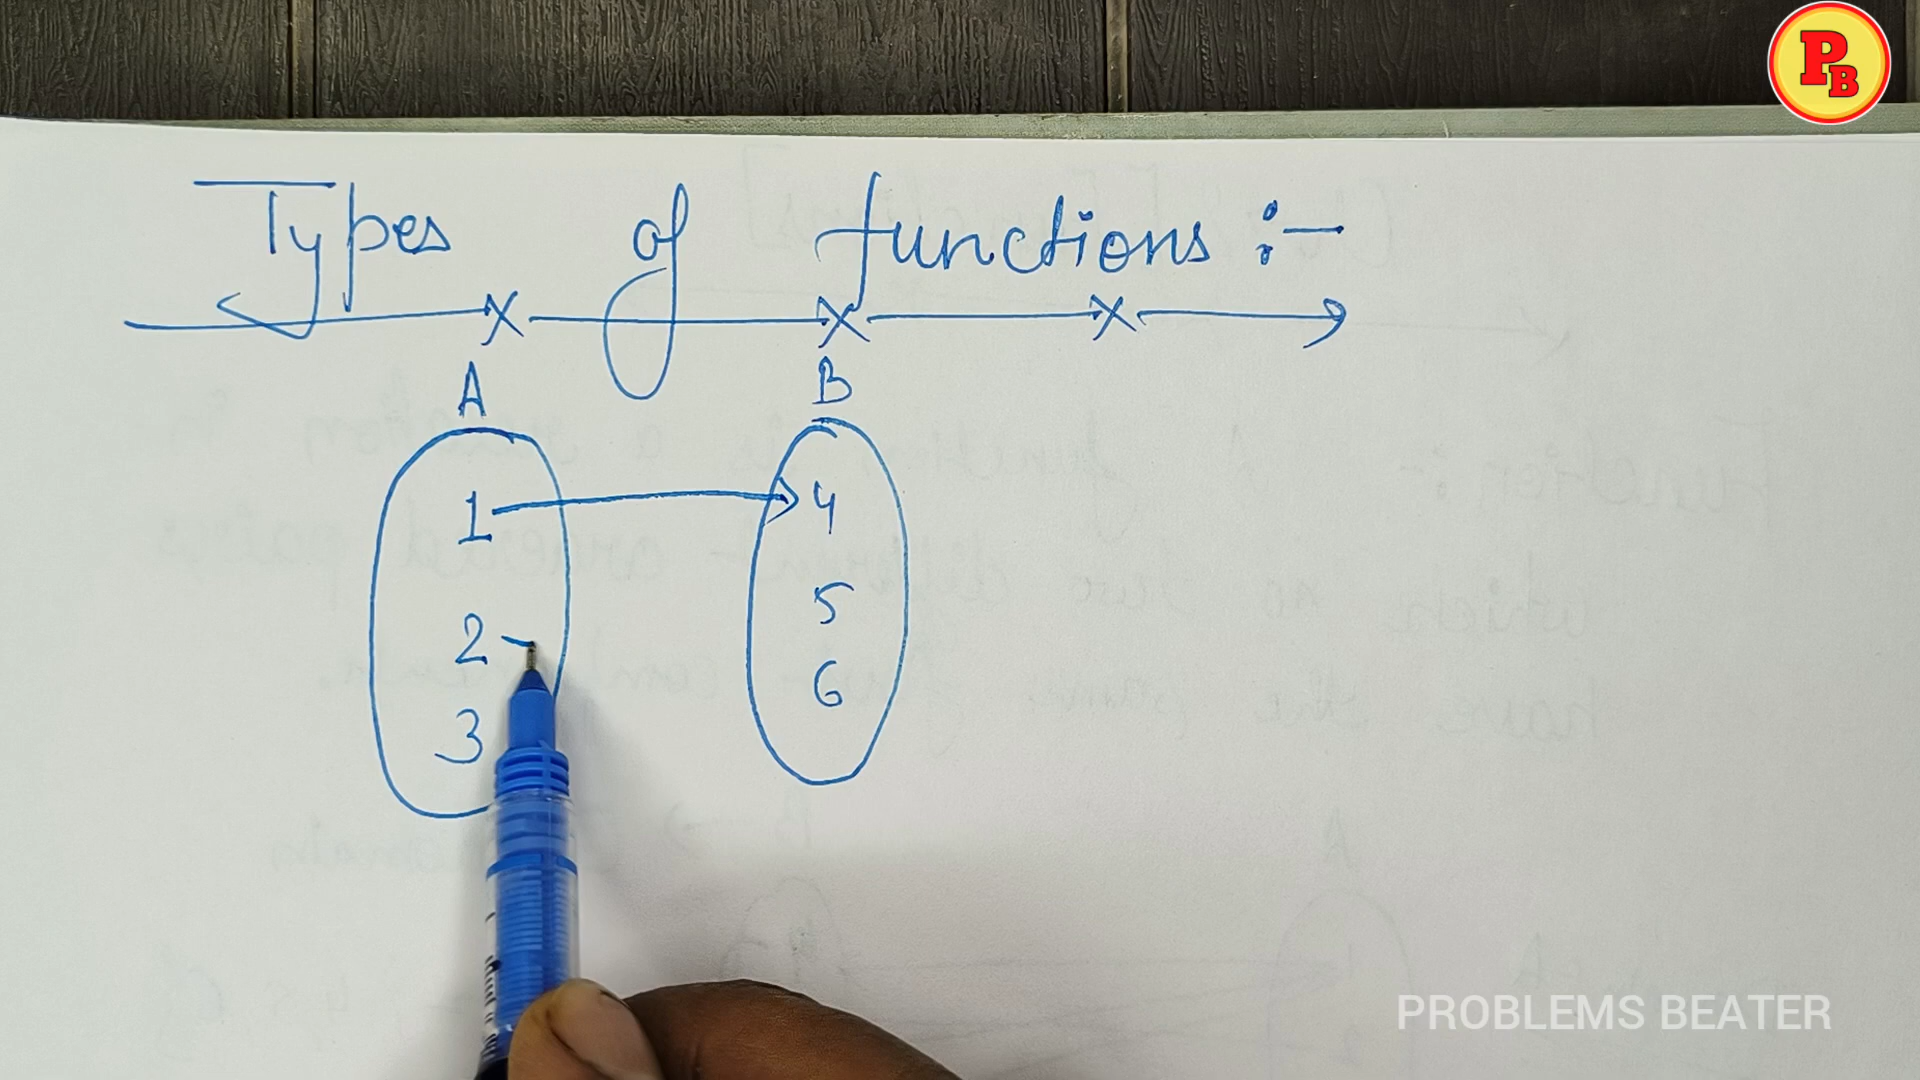 PB
Types of functions :-
A B
1 4
2 5
3 6
PROBLEMS BEATER